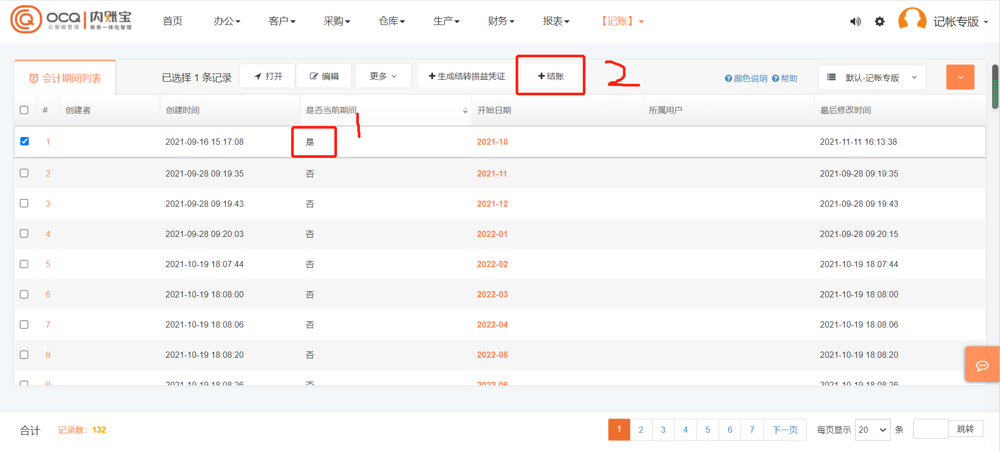 OCQ 内账宝
云智能管理 账务一体化管理
首页 办公 客户 采购 仓库 生产 财务 报表 【记账】 记帐专版
会计期间列表 已选择 1 条记录 打开 编辑 更多 生成结转损益凭证 结账 2 颜色说明 帮助 默认-记帐专版
# 创建者 创建时间 是否当前期间 开始日期 所属用户 最后修改时间
1
1 2021-09-16 15:17:08 是 2021-10 2021-11-11 16:13:38
2 2021-09-28 09:19:35 否 2021-11 2021-09-28 09:19:35
3 2021-09-28 09:19:43 否 2021-12 2021-09-28 09:19:43
4 2021-09-28 09:20:03 否 2022-01 2021-09-28 09:20:15
5 2021-10-19 18:07:44 否 2022-02 2021-10-19 18:07:44
6 2021-10-19 18:08:00 否 2022-03 2021-10-19 18:08:00
7 2021-10-19 18:08:06 否 2022-04 2021-10-19 18:08:06
8 2021-10-19 18:08:20 否 2022-05 2021-10-19 18:08:20
9 2021-10-19 18:08:26 否 2022-06 2021-10-19 18:08:26
合计 记录数：132 1 2 3 4 5 6 7 下一页 每页显示 20 条 跳转